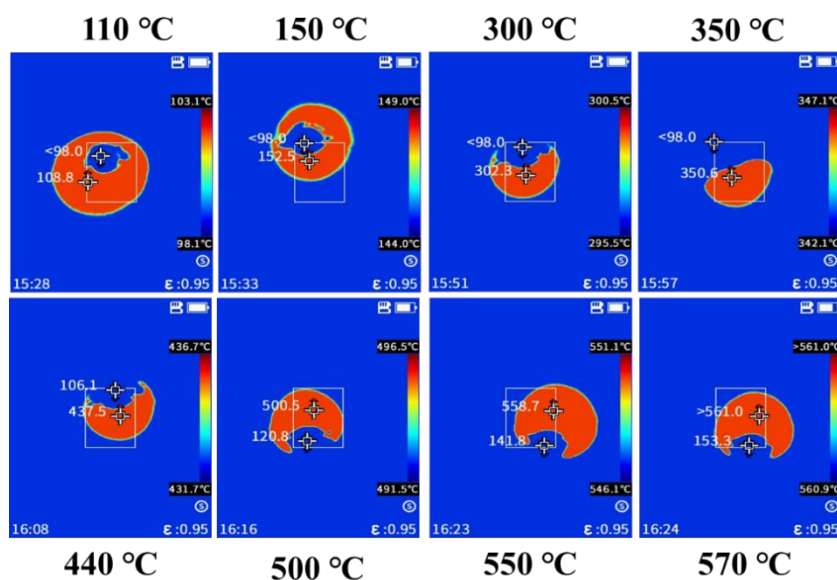 110 °C
150 °C
300 °C
350 °C
103.1°C
<98.0
108.8
98.1°C
15:28
ε:0.95
149.0°C
<98.0
152.5
144.0°C
15:33
ε:0.95
300.5°C
<98.0
302.3
295.5°C
15:51
ε:0.95
347.1°C
<98.0
350.6
342.1°C
15:57
ε:0.95
436.7°C
106.1
437.5
431.7°C
16:08
ε:0.95
496.5°C
500.5
120.8
491.5°C
16:16
ε:0.95
551.1°C
558.7
141.8
546.1°C
16:23
ε:0.95
>561.0°C
>561.0
153.3
560.9°C
16:24
ε:0.95
440 °C
500 °C
550 °C
570 °C